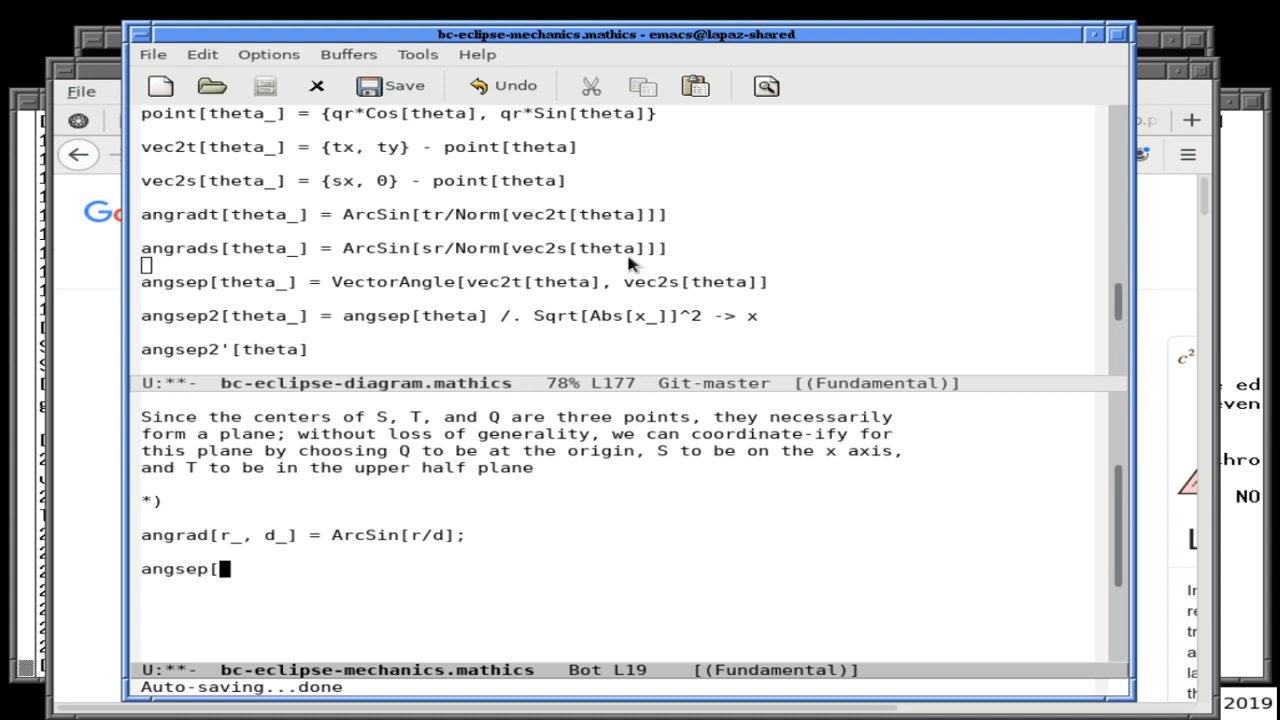 bc-eclipse-mechanics.mathics - emacs@lapaz-shared
File Edit Options Buffers Tools Help
Save Undo
File
point[theta_] = {qr*Cos[theta], qr*Sin[theta]}
vec2t[theta_] = {tx, ty} - point[theta]
vec2s[theta_] = {sx, 0} - point[theta]
angradt[theta_] = ArcSin[tr/Norm[vec2t[theta]]]
angrads[theta_] = ArcSin[sr/Norm[vec2s[theta]]]
angsep[theta_] = VectorAngle[vec2t[theta], vec2s[theta]]
angsep2[theta_] = angsep[theta] /. Sqrt[Abs[x_]]^2 -> x
angsep2'[theta]
U:**- bc-eclipse-diagram.mathics 78% L177 Git-master [(Fundamental)]
Since the centers of S, T, and Q are three points, they necessarily
form a plane; without loss of generality, we can coordinate-ify for
this plane by choosing Q to be at the origin, S to be on the x axis,
and T to be in the upper half plane
*)
angrad[r_, d_] = ArcSin[r/d];
angsep[
U:**- bc-eclipse-mechanics.mathics Bot L19 [(Fundamental)]
Auto-saving...done
Go
c²
ed
NO
2019